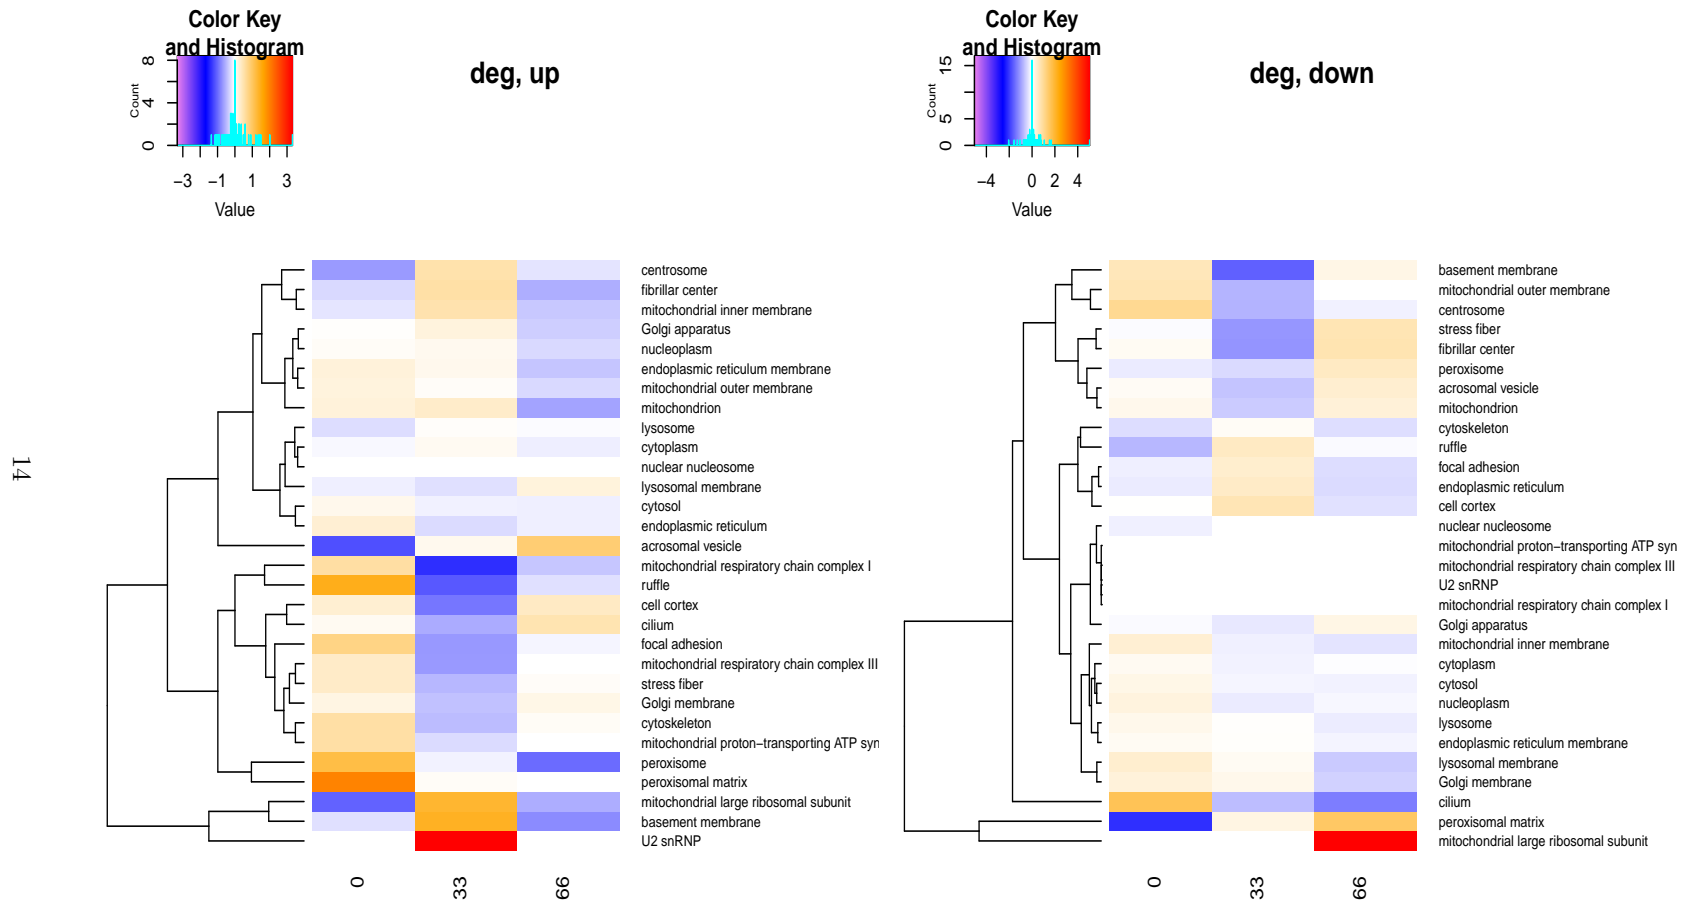 Color Key
and Histogram
Count
0 4 8
−3 −1 1 3
Value
deg, up
centrosome
fibrillar center
mitochondrial inner membrane
Golgi apparatus
nucleoplasm
endoplasmic reticulum membrane
mitochondrial outer membrane
mitochondrion
lysosome
cytoplasm
nuclear nucleosome
lysosomal membrane
cytosol
endoplasmic reticulum
acrosomal vesicle
mitochondrial respiratory chain complex I
ruffle
cell cortex
cilium
focal adhesion
mitochondrial respiratory chain complex III
stress fiber
Golgi membrane
cytoskeleton
mitochondrial proton−transporting ATP syn
peroxisome
peroxisomal matrix
mitochondrial large ribosomal subunit
basement membrane
U2 snRNP
0 33 66
Color Key
and Histogram
Count
0 5 15
−4 0 2 4
Value
deg, down
basement membrane
mitochondrial outer membrane
centrosome
stress fiber
fibrillar center
peroxisome
acrosomal vesicle
mitochondrion
cytoskeleton
ruffle
focal adhesion
endoplasmic reticulum
cell cortex
nuclear nucleosome
mitochondrial proton−transporting ATP syn
mitochondrial respiratory chain complex III
U2 snRNP
mitochondrial respiratory chain complex I
Golgi apparatus
mitochondrial inner membrane
cytoplasm
cytosol
nucleoplasm
lysosome
endoplasmic reticulum membrane
lysosomal membrane
Golgi membrane
cilium
peroxisomal matrix
mitochondrial large ribosomal subunit
0 33 66
14